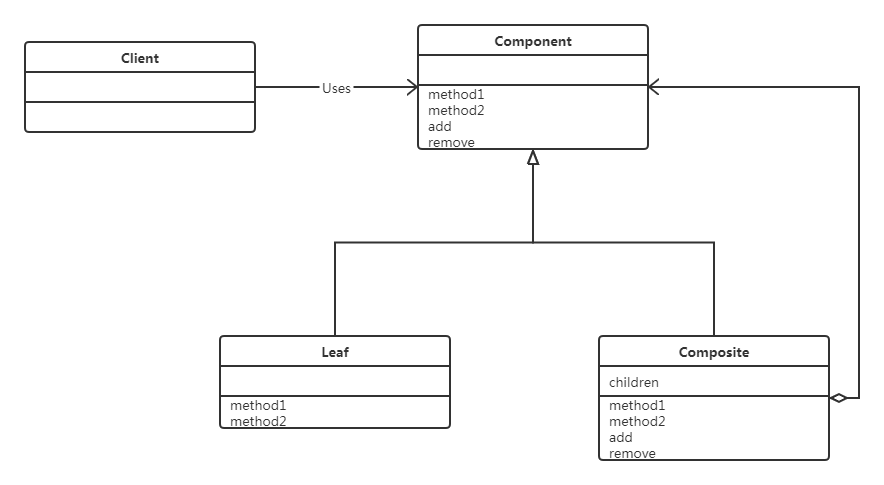 Client
Uses
Component
method1
method2
add
remove
Leaf
method1
method2
Composite
children
method1
method2
add
remove